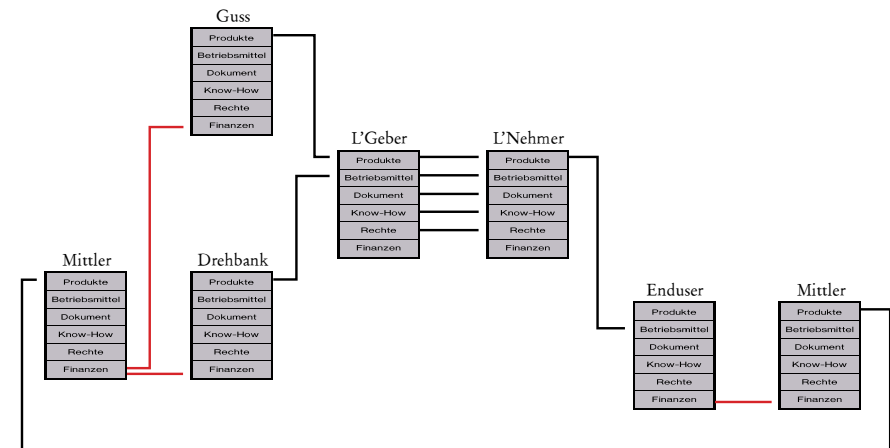 Guss
Produkte
Betriebsmittel
Dokument
Know-How
Rechte
Finanzen
L'Geber
Produkte
Betriebsmittel
Dokument
Know-How
Rechte
Finanzen
L'Nehmer
Produkte
Betriebsmittel
Dokument
Know-How
Rechte
Finanzen
Mittler
Produkte
Betriebsmittel
Dokument
Know-How
Rechte
Finanzen
Drehbank
Produkte
Betriebsmittel
Dokument
Know-How
Rechte
Finanzen
Enduser
Produkte
Betriebsmittel
Dokument
Know-How
Rechte
Finanzen
Mittler
Produkte
Betriebsmittel
Dokument
Know-How
Rechte
Finanzen